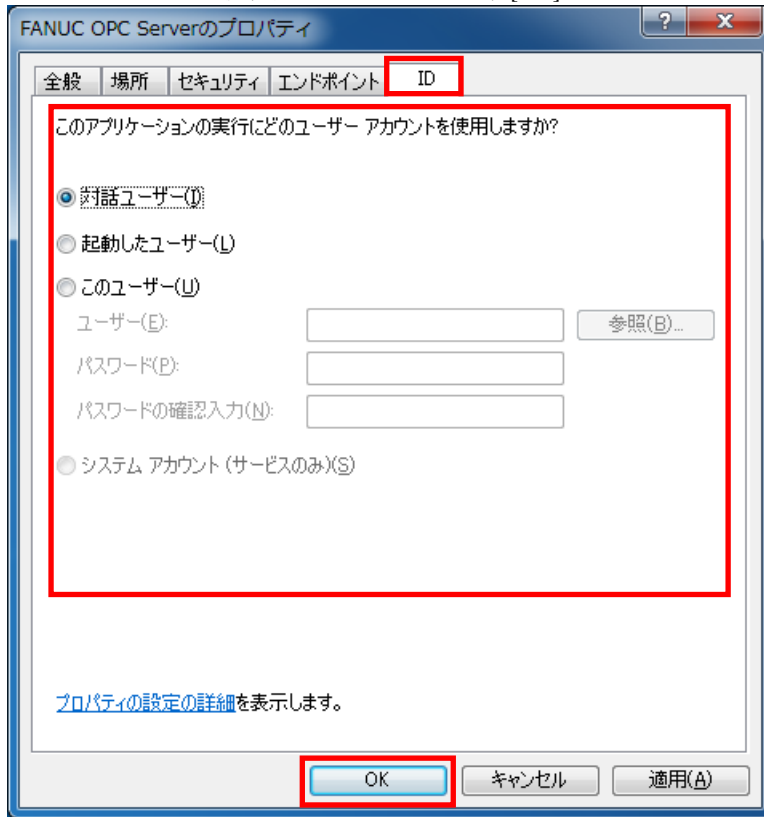 FANUC OPC Serverのプロパティ
全般 場所 セキュリティ エンドポイント ID
このアプリケーションの実行にどのユーザー アカウントを使用しますか?
対話ユーザー(I)
起動したユーザー(L)
このユーザー(U)
ユーザー(E): 参照(B)...
パスワード(P):
パスワードの確認入力(N):
システム アカウント (サービスのみ)(S)
プロパティの設定の詳細を表示します。
OK キャンセル 適用(A)